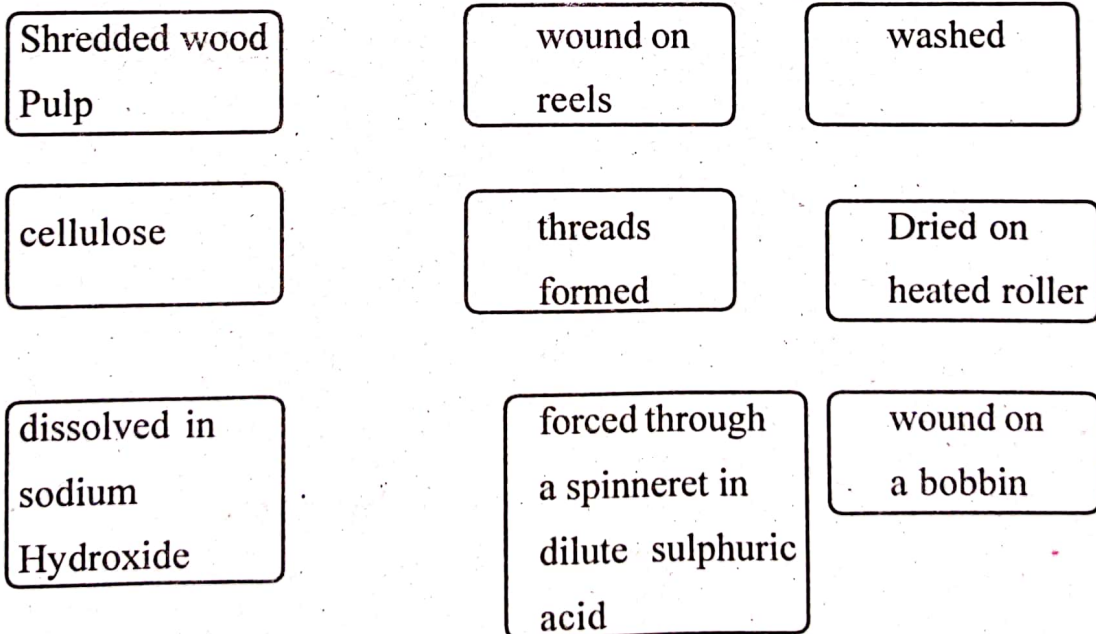 Shredded wood
Pulp
wound on
reels
washed
cellulose
threads
formed
Dried on
heated roller
dissolved in
sodium
Hydroxide
forced through
a spinneret in
dilute sulphuric
acid
wound on
a bobbin